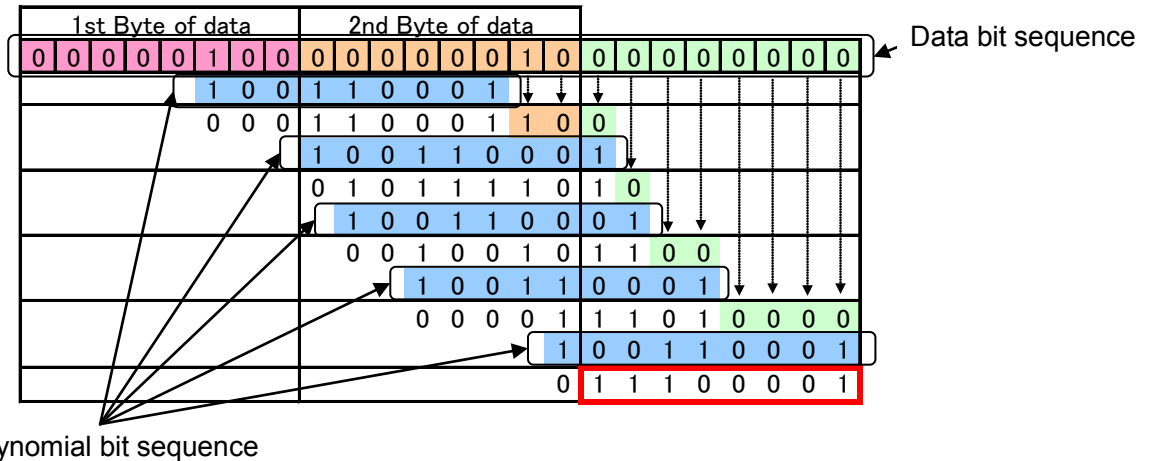 1st Byte of data 2nd Byte of data
Data bit sequence
0 0 0 0 0 1 0 0 0 0 0 0 0 0 1 0 0 0 0 0 0 0 0 0
1 0 0 1 1 0 0 0 1
0 0 0 1 1 0 0 0 1 1 0 0
1 0 0 1 1 0 0 0 1
0 1 0 1 1 1 1 0 1 0
1 0 0 1 1 0 0 0 1
0 0 1 0 0 1 0 1 1 0 0
1 0 0 1 1 0 0 0 1
0 0 0 0 1 1 1 0 1 0 0 0 0
1 0 0 1 1 0 0 0 1
0 1 1 1 0 0 0 0 1
ynomial bit sequence